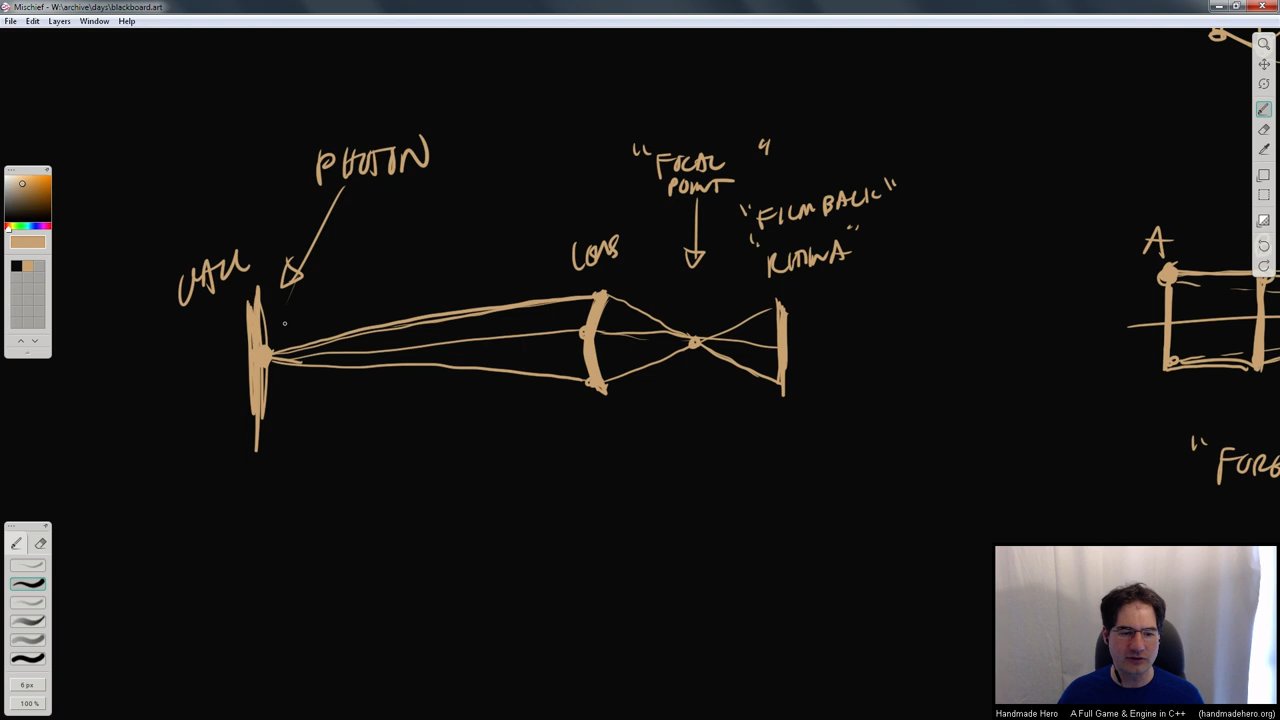 Mischief - W:\archive\days\blackboard.art
File Edit Layers Window Help
PHOTON
"FOCAL POINT"
"FILM BACK"
"RETINA"
LENS
WALL
A
"FORE
6 px
100 %
Handmade Hero A Full Game & Engine in C++ (handmadehero.org)